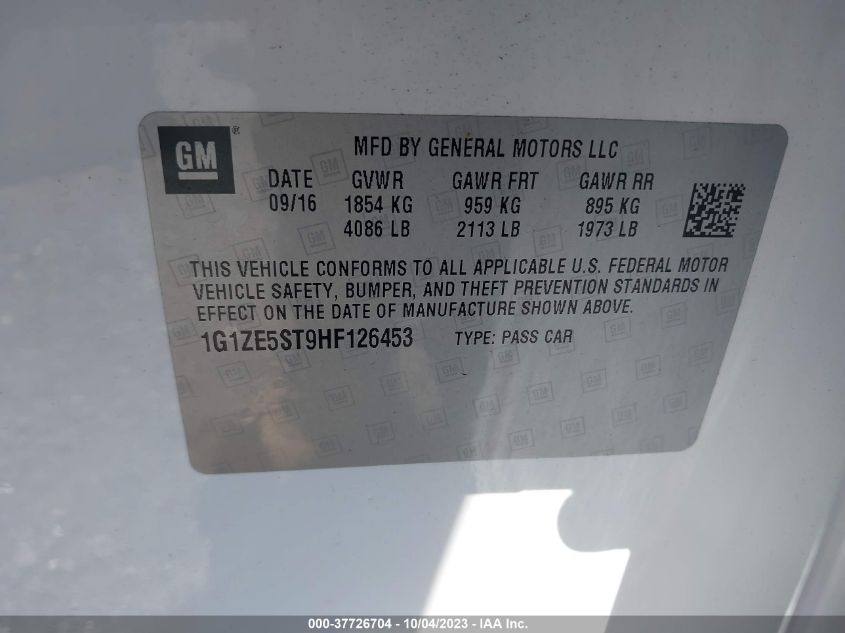 GM®
MFD BY GENERAL MOTORS LLC
DATE GVWR GAWR FRT GAWR RR
09/16 1854 KG 959 KG 895 KG
4086 LB 2113 LB 1973 LB
THIS VEHICLE CONFORMS TO ALL APPLICABLE U.S. FEDERAL MOTOR
VEHICLE SAFETY, BUMPER, AND THEFT PREVENTION STANDARDS IN
EFFECT ON THE DATE OF MANUFACTURE SHOWN ABOVE.
1G1ZE5ST9HF126453 TYPE: PASS CAR
000-37726704 - 10/04/2023 - IAA Inc.